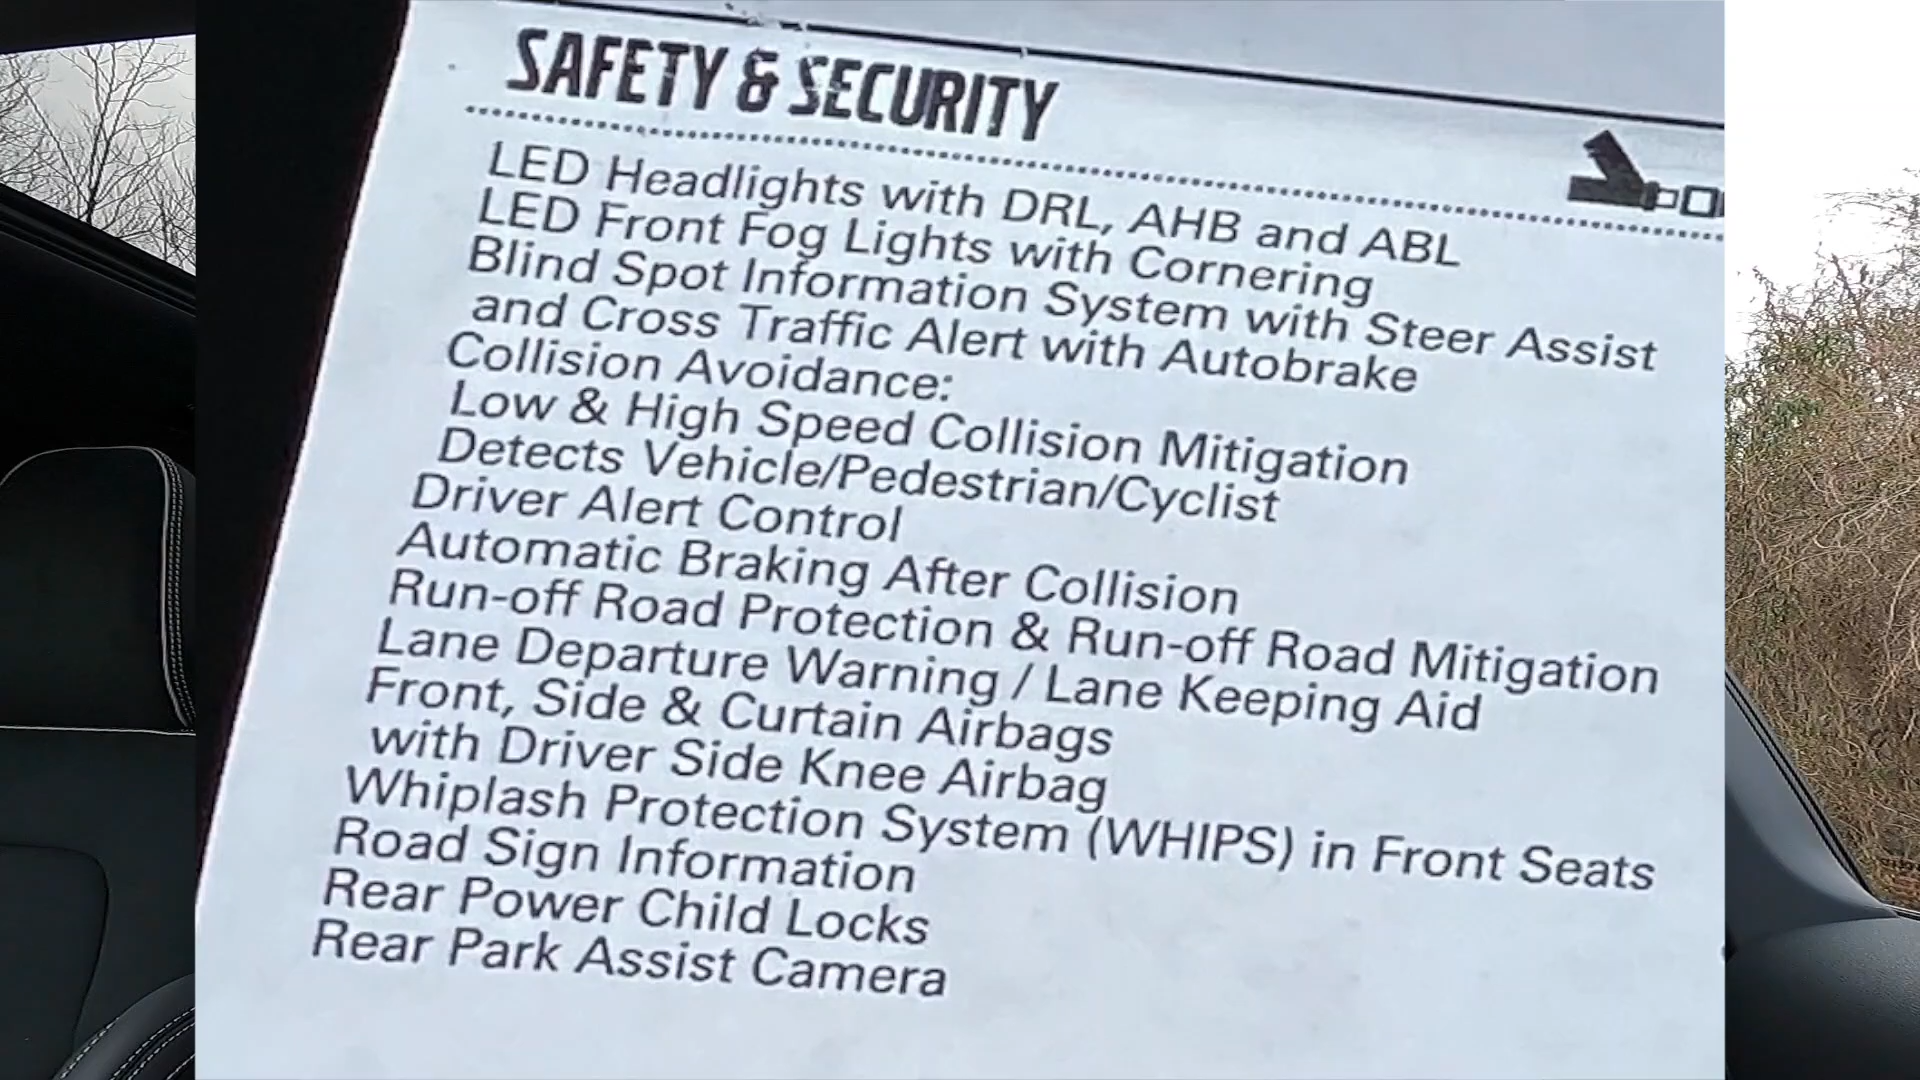 SAFETY & SECURITY
LED Headlights with DRL, AHB and ABL
LED Front Fog Lights with Cornering
Blind Spot Information System with Steer Assist
and Cross Traffic Alert with Autobrake
Collision Avoidance:
Low & High Speed Collision Mitigation
Detects Vehicle/Pedestrian/Cyclist
Driver Alert Control
Automatic Braking After Collision
Run-off Road Protection & Run-off Road Mitigation
Lane Departure Warning / Lane Keeping Aid
Front, Side & Curtain Airbags
with Driver Side Knee Airbag
Whiplash Protection System (WHIPS) in Front Seats
Road Sign Information
Rear Power Child Locks
Rear Park Assist Camera